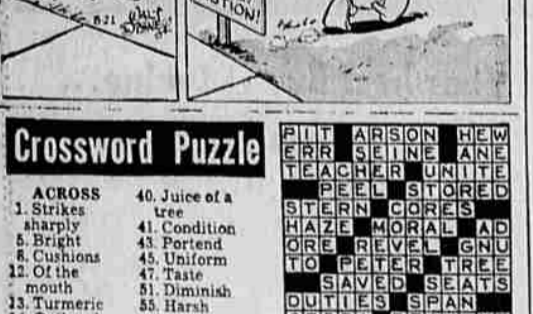 STION!
8-21
WALT DISNEY
Crossword Puzzle
ACROSS
1. Strikes
sharply
5. Bright
8. Cushions
12. Of the
mouth
13. Turmeric
40. Juice of a
tree
41. Condition
43. Portend
45. Uniform
47. Taste
51. Diminish
55. Harsh
PIT ARSON HEW
ERR SEINE ANE
TEACHER UNITE
PEEL STORED
STERN CORES
HAZE MORAL AD
ORE REVEL GNU
TO PETER TREE
SAVED SEATS
DUTIES SPAN